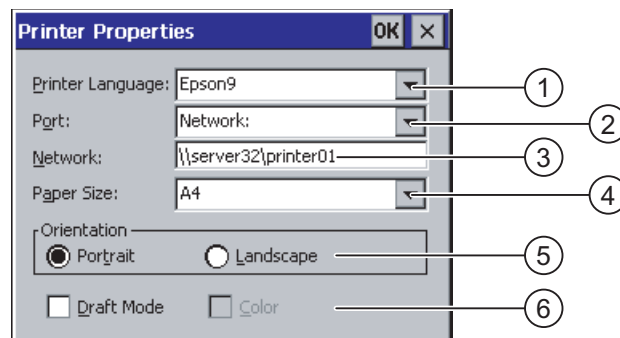 Printer Properties OK ×
Printer Language: Epson9 1
Port: Network: 2
Network: \\server32\printer01 3
Paper Size: A4 4
Orientation
Portrait Landscape 5
Draft Mode Color 6